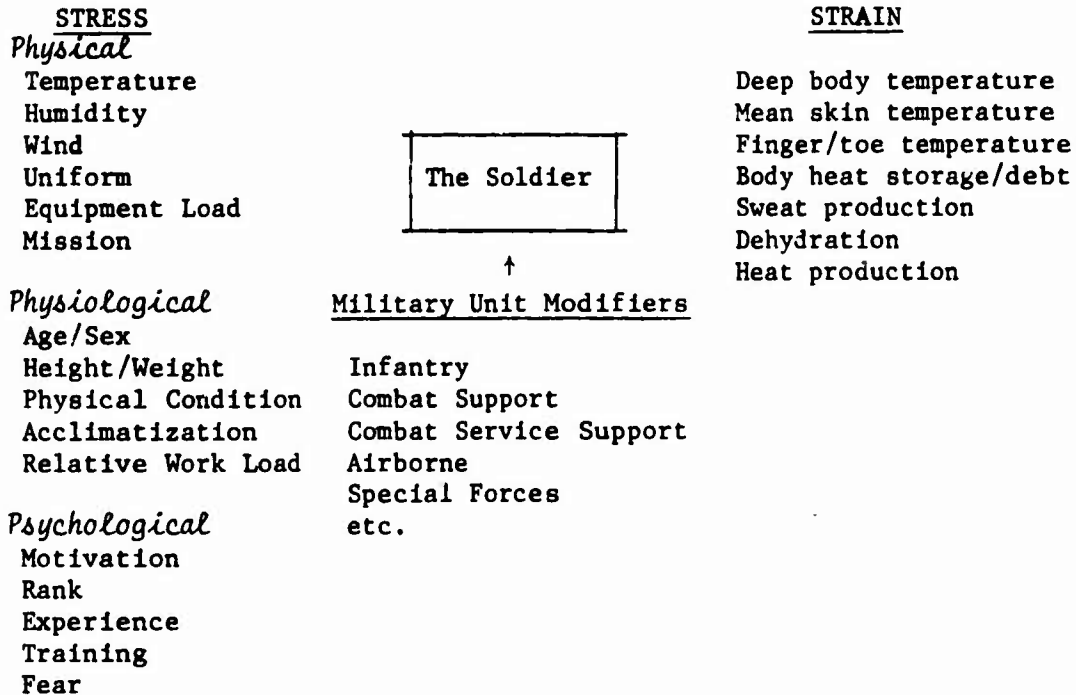 STRESS
Physical
Temperature
Humidity
Wind
Uniform
Equipment Load
Mission
Physiological
Age/Sex
Height/Weight
Physical Condition
Acclimatization
Relative Work Load
Psychological
Motivation
Rank
Experience
Training
Fear
The Soldier
↑
Military Unit Modifiers
Infantry
Combat Support
Combat Service Support
Airborne
Special Forces
etc.
STRAIN
Deep body temperature
Mean skin temperature
Finger/toe temperature
Body heat storage/debt
Sweat production
Dehydration
Heat production